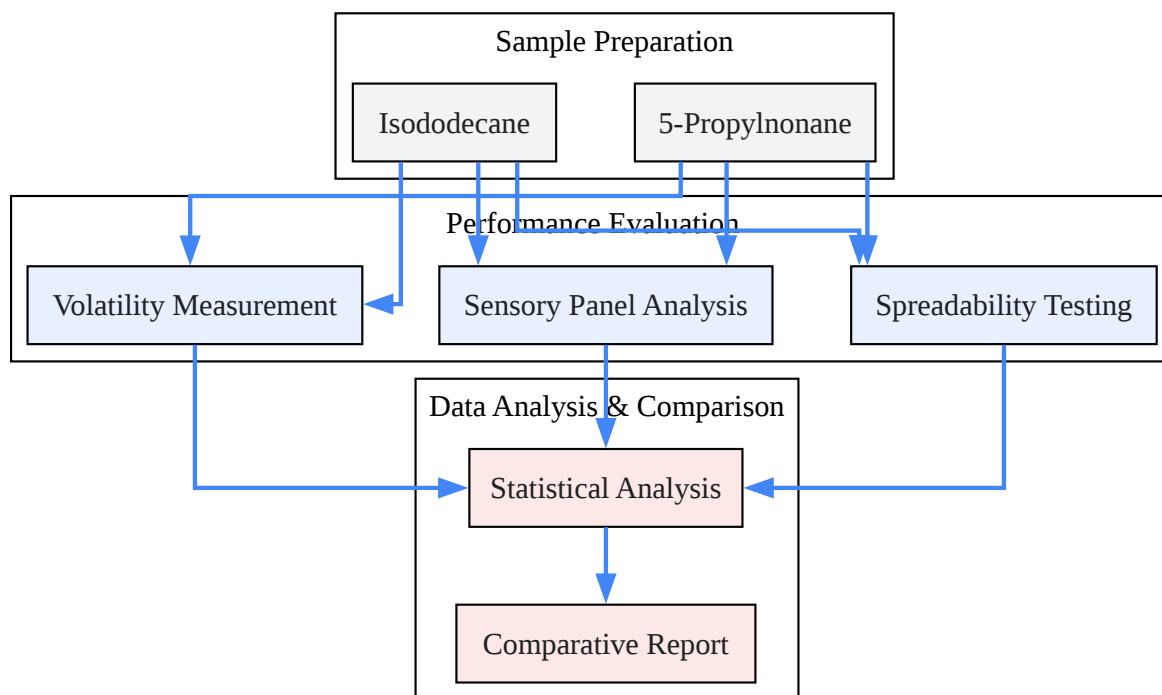 Sample Preparation
Isododecane
5-Propylnonane
Performance Evaluation
Volatility Measurement
Sensory Panel Analysis
Spreadability Testing
Data Analysis & Comparison
Statistical Analysis
Comparative Report